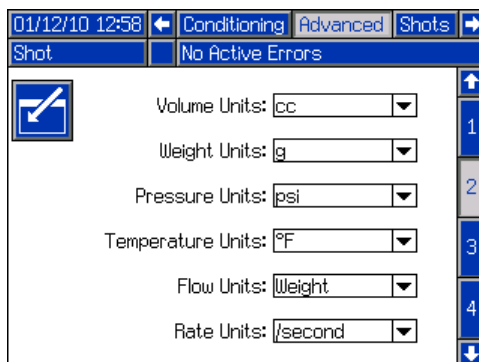 01/12/10 12:58 Conditioning Advanced Shots
Shot No Active Errors
Volume Units: cc
1
Weight Units: g
Pressure Units: psi
2
Temperature Units: °F
3
Flow Units: Weight
4
Rate Units: /second